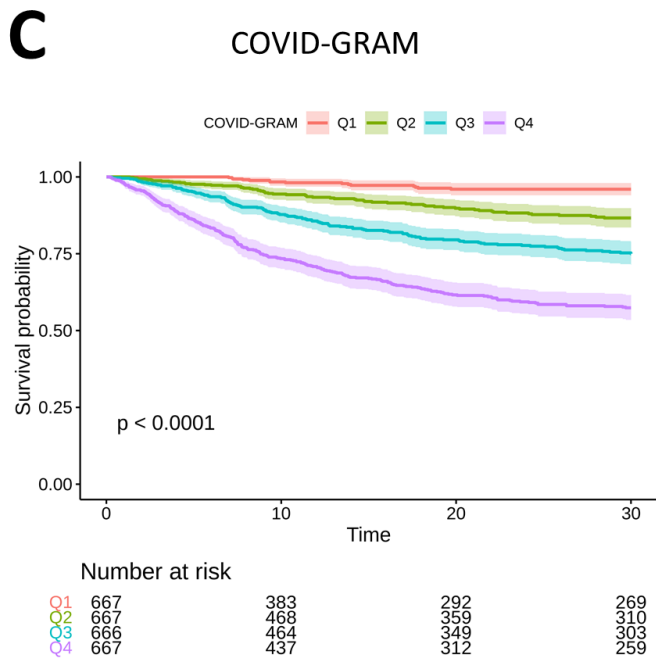 C
COVID-GRAM
COVID-GRAM Q1 Q2 Q3 Q4
Survival probability
1.00
0.75
0.50
0.25
0.00
p < 0.0001
0 10 20 30
Time
Number at risk
Q1 667 383 292 269
Q2 667 468 359 310
Q3 666 464 349 303
Q4 667 437 312 259